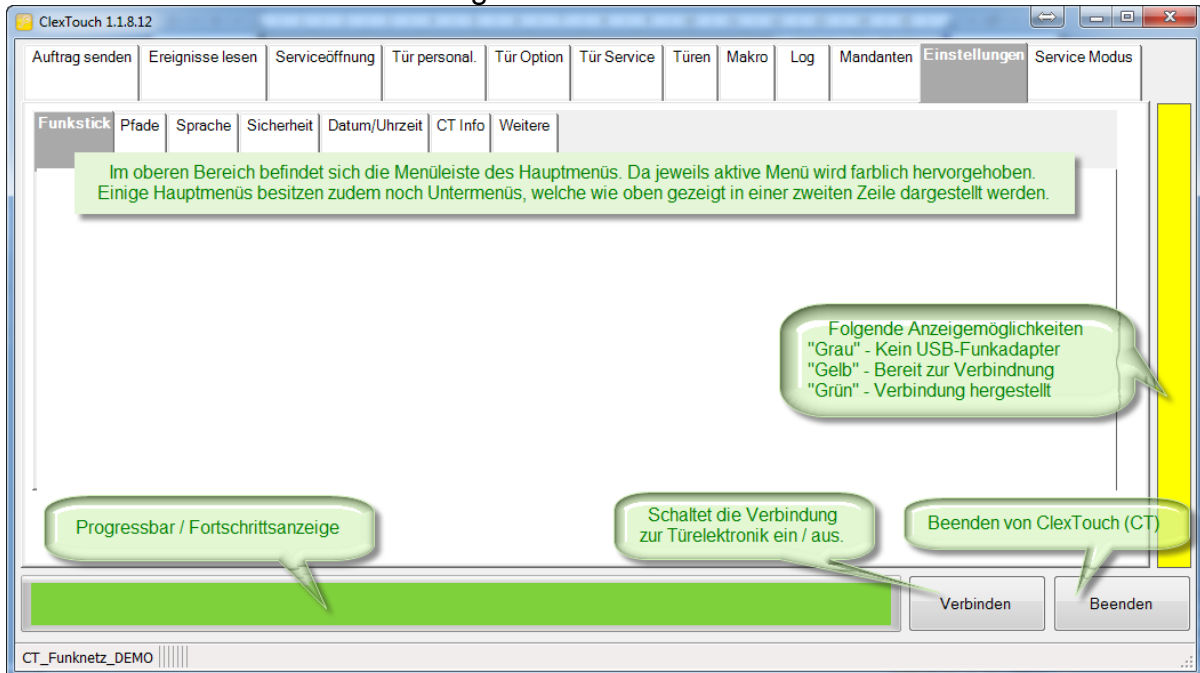 ClexTouch 1.1.8.12
Auftrag senden Ereignisse lesen Serviceöffnung Tür personal. Tür Option Tür Service Türen Makro Log Mandanten Einstellungen Service Modus
Funkstick Pfade Sprache Sicherheit Datum/Uhrzeit CT Info Weitere
Im oberen Bereich befindet sich die Menüleiste des Hauptmenüs. Da jeweils aktive Menü wird farblich hervorgehoben.
Einige Hauptmenüs besitzen zudem noch Untermenüs, welche wie oben gezeigt in einer zweiten Zeile dargestellt werden.
Folgende Anzeigemöglichkeiten
"Grau" - Kein USB-Funkadapter
"Gelb" - Bereit zur Verbindnung
"Grün" - Verbindung hergestellt
Progressbar / Fortschrittsanzeige
Schaltet die Verbindung
zur Türelektronik ein / aus.
Beenden von ClexTouch (CT)
Verbinden Beenden
CT_Funknetz_DEMO